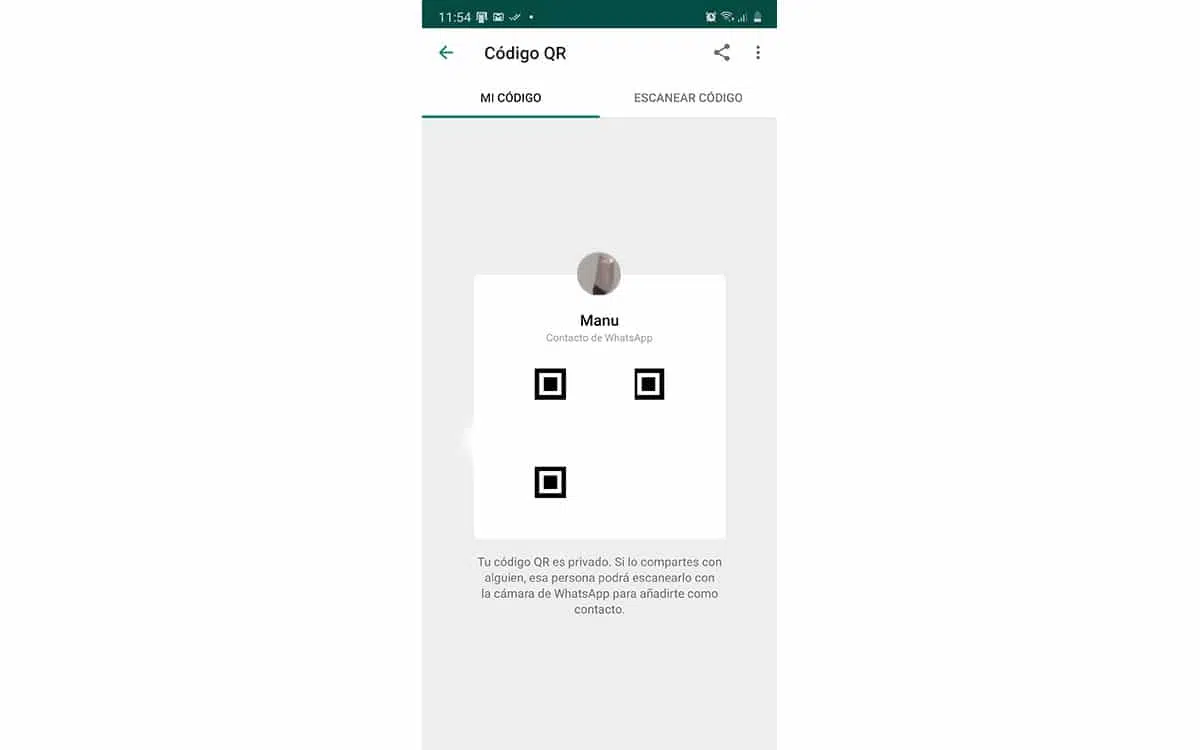 11:54
Código QR
MI CÓDIGO
ESCANEAR CÓDIGO
Manu
Contacto de WhatsApp
Tu código QR es privado. Si lo compartes con
alguien, esa persona podrá escanearlo con
la cámara de WhatsApp para añadirte como
contacto.